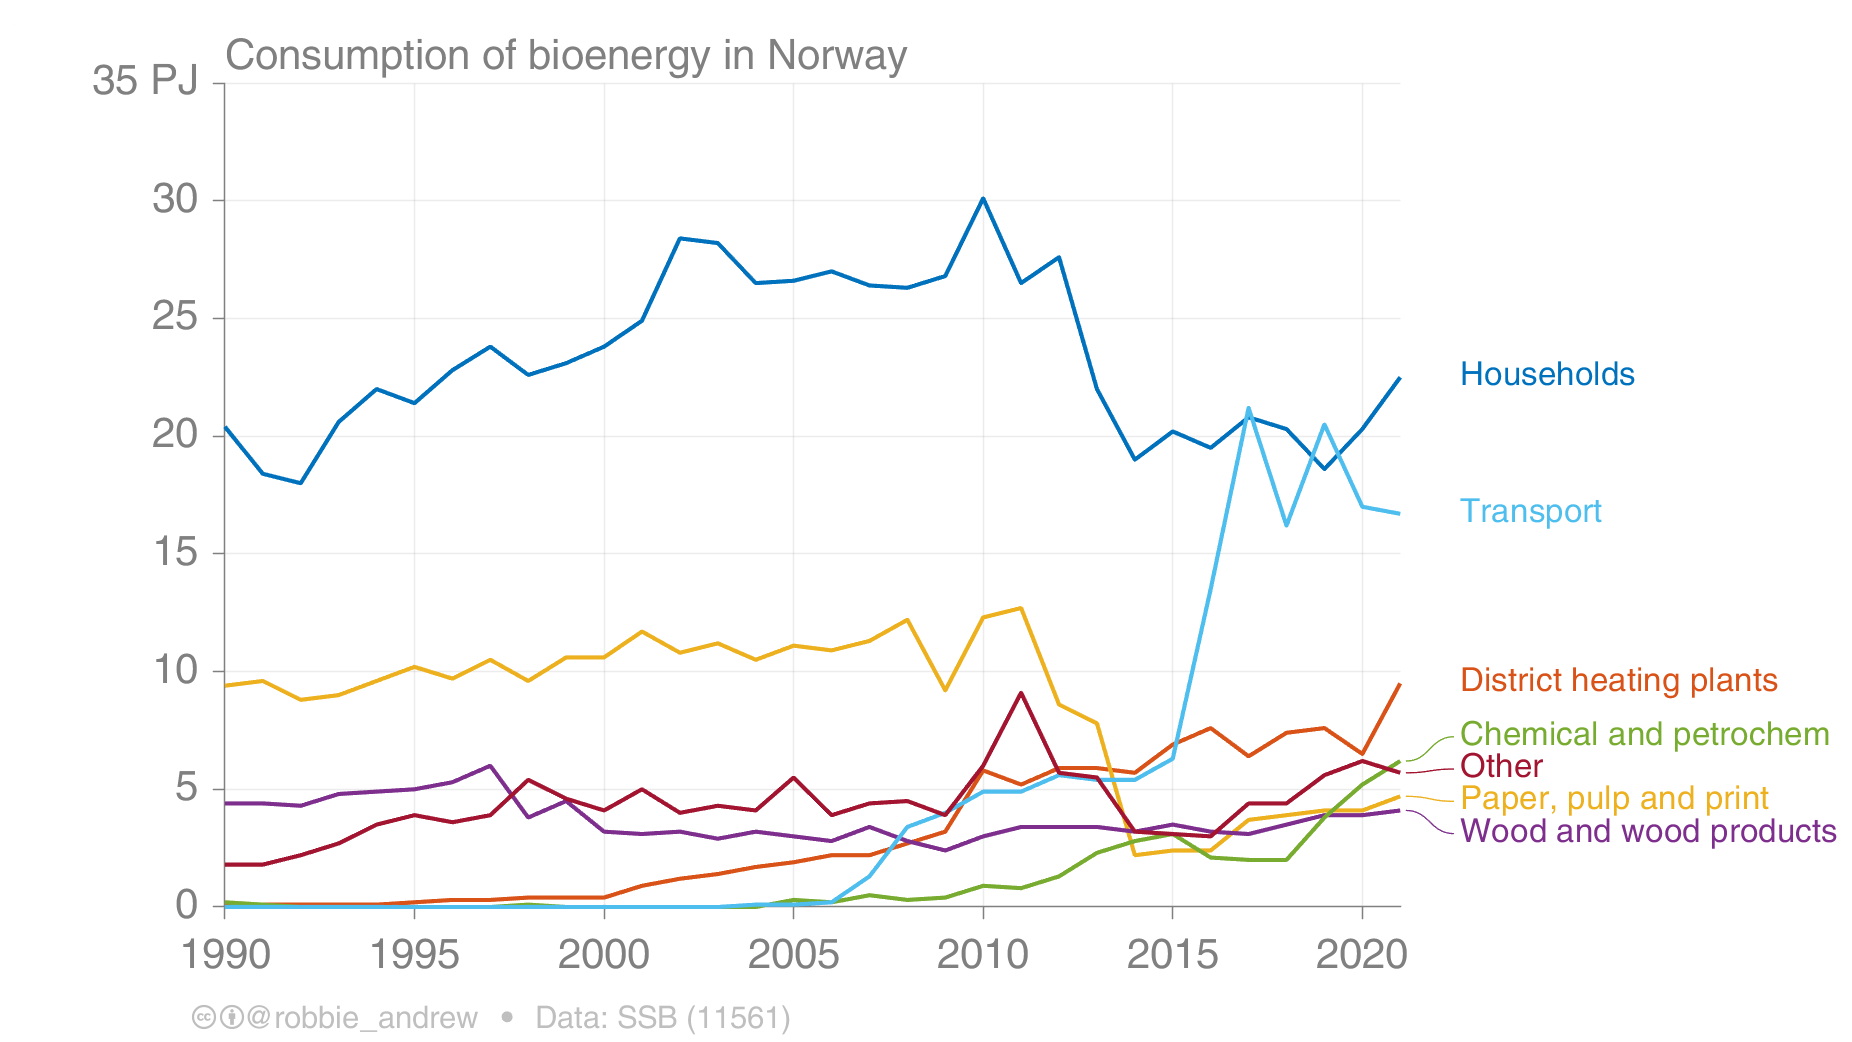 Consumption of bioenergy in Norway
35 PJ
30
25
20
15
10
5
0
1990 1995 2000 2005 2010 2015 2020
Households
Transport
District heating plants
Chemical and petrochem
Other
Paper, pulp and print
Wood and wood products
cc @robbie_andrew • Data: SSB (11561)